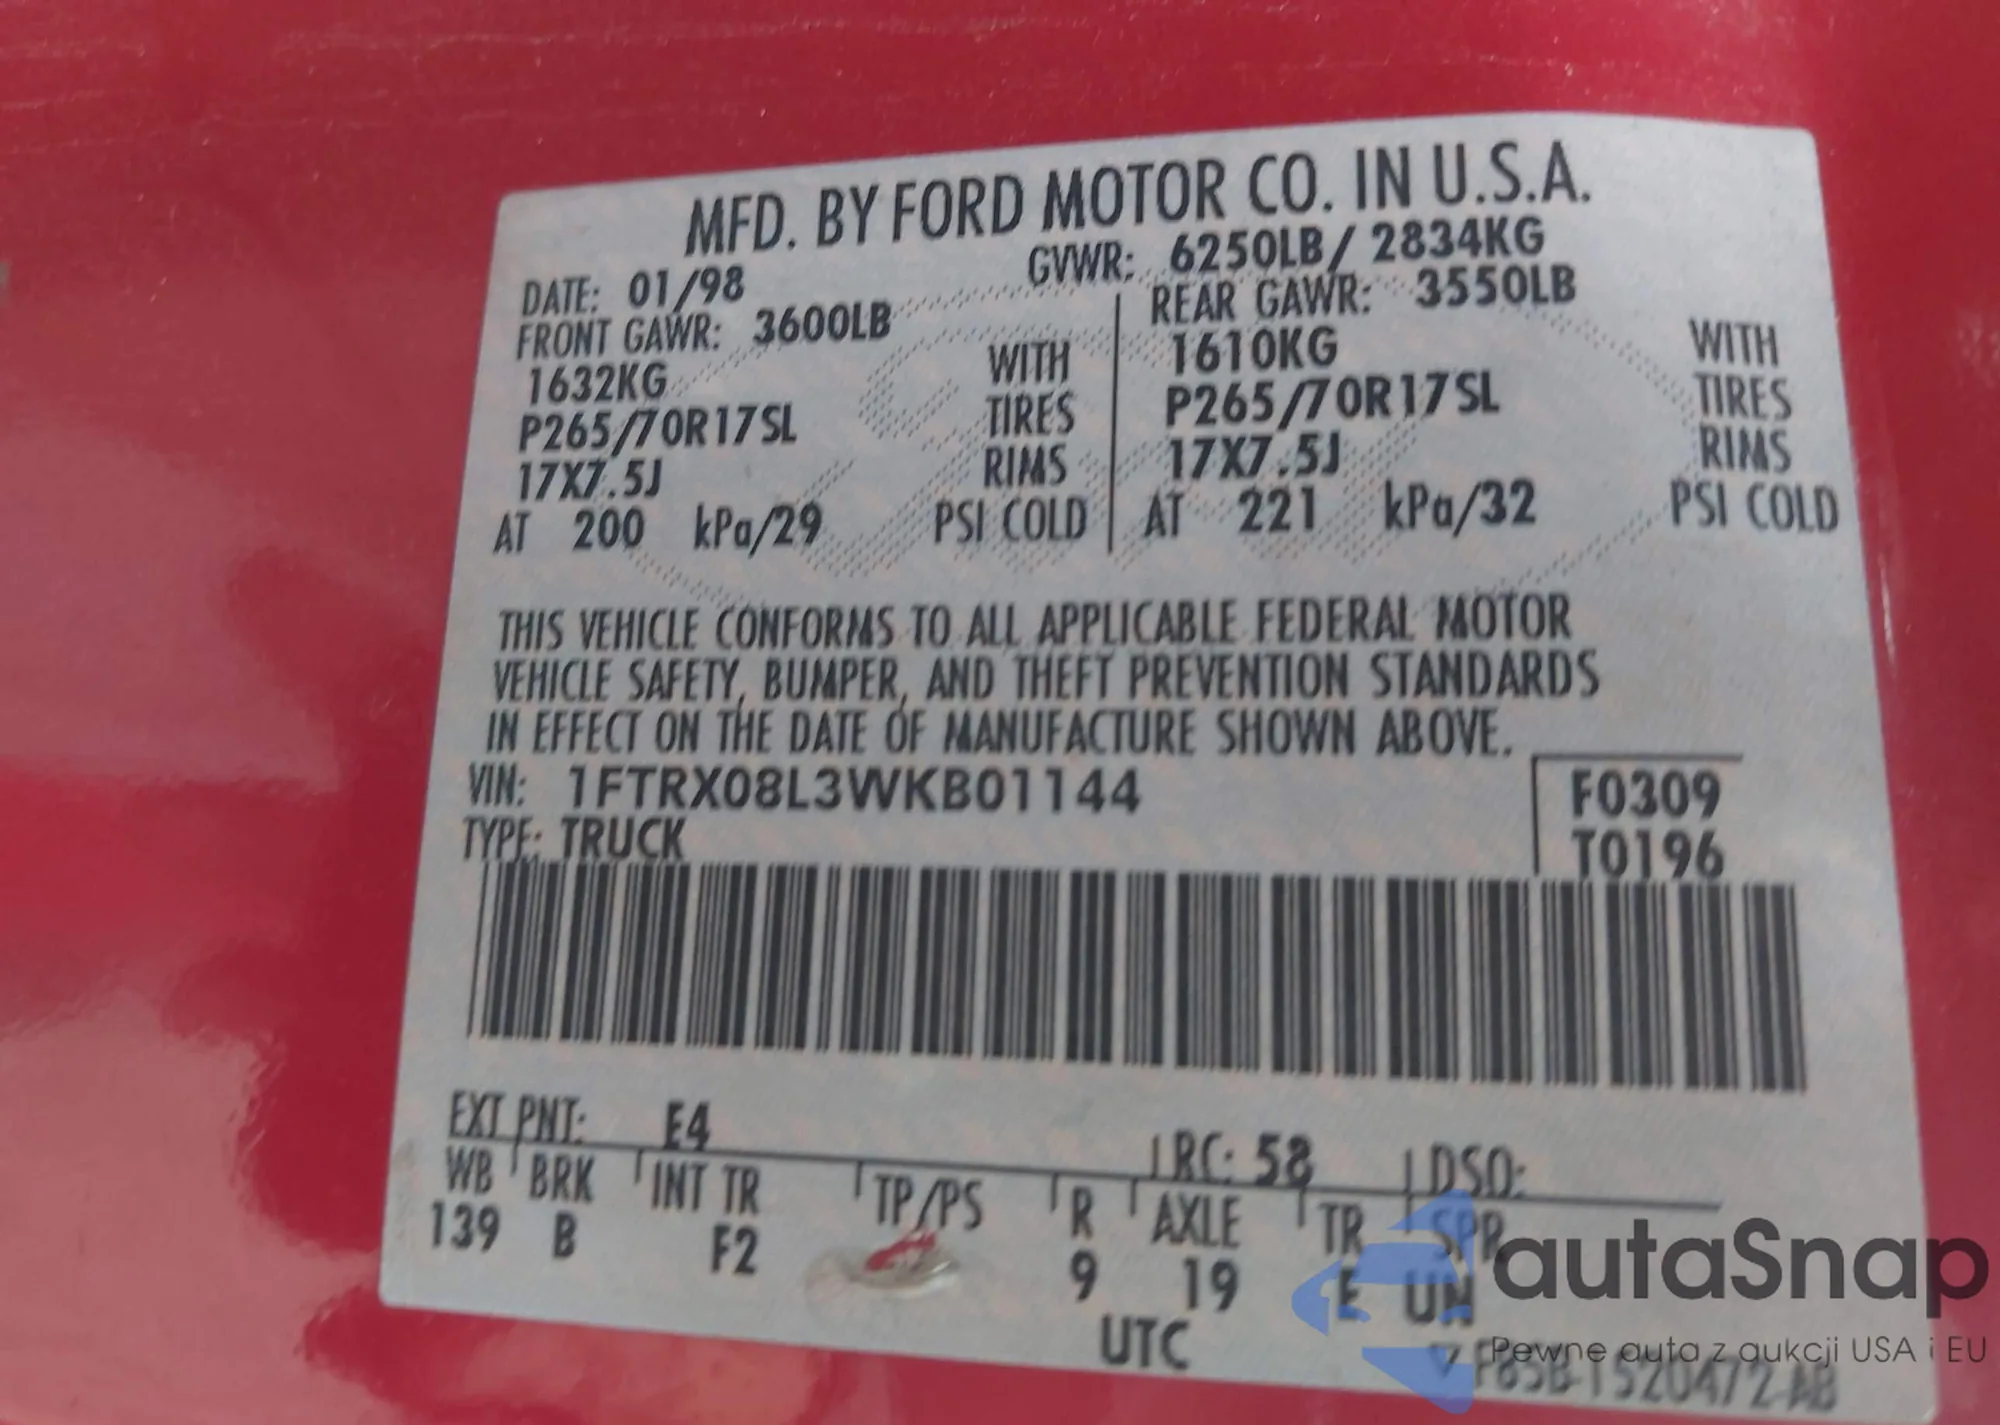 MFD. BY FORD MOTOR CO. IN U.S.A.
DATE: 01/98 GVWR: 6250LB/ 2834KG
FRONT GAWR: 3600LB REAR GAWR: 3550LB
1632KG WITH 1610KG WITH
P265/70R17SL TIRES P265/70R17SL TIRES
17X7.5J RIMS 17X7.5J RIMS
AT 200 kPa/29 PSI COLD AT 221 kPa/32 PSI COLD
THIS VEHICLE CONFORMS TO ALL APPLICABLE FEDERAL MOTOR
VEHICLE SAFETY, BUMPER, AND THEFT PREVENTION STANDARDS
IN EFFECT ON THE DATE OF MANUFACTURE SHOWN ABOVE.
VIN: 1FTRX08L3WKB01144 F0309
TYPE: TRUCK T0196
EXT PNT: E4 RC: 58 DSO:
WB BRK INT TR TP/PS R AXLE TR SPR
139 B F2 9 19 E UN
UTC
F85B-1520472-AB
autaSnap
Pewne auta z aukcji USA i EU